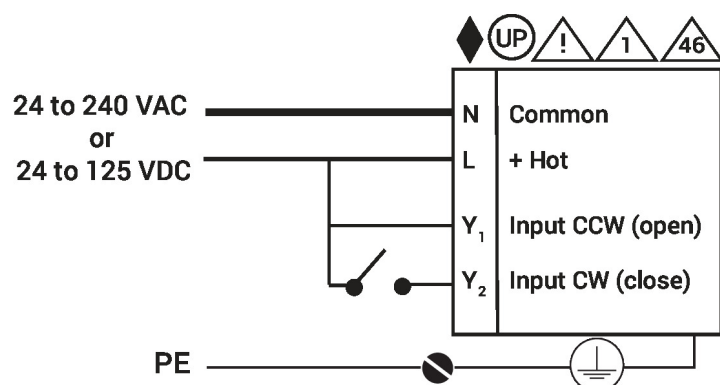 UP ! 1 46
24 to 240 VAC
or
24 to 125 VDC
N Common
L + Hot
Y1 Input CCW (open)
Y2 Input CW (close)
PE